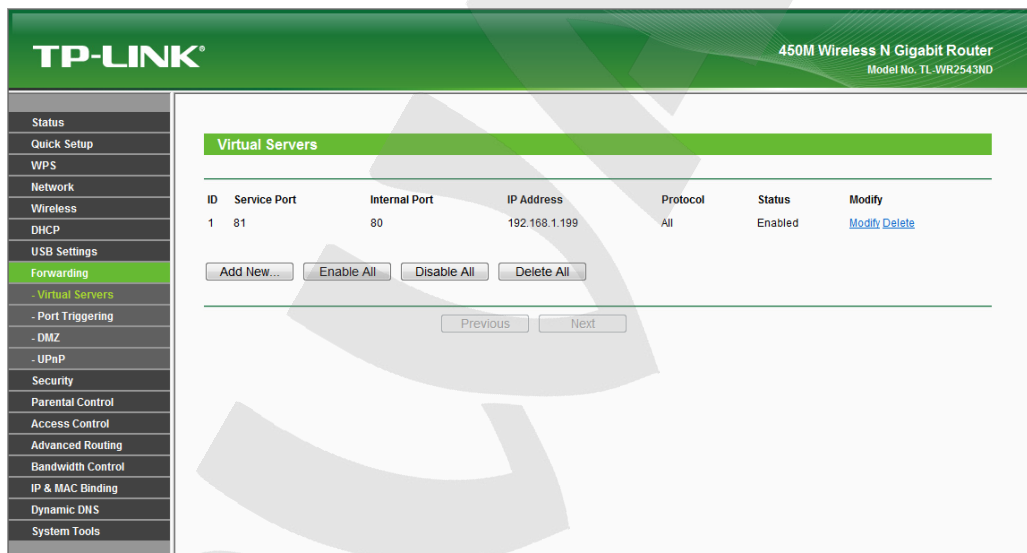 TP-LINK®
450M Wireless N Gigabit Router
Model No. TL-WR2543ND
Status
Quick Setup
WPS
Network
Wireless
DHCP
USB Settings
Forwarding
- Virtual Servers
- Port Triggering
- DMZ
- UPnP
Security
Parental Control
Access Control
Advanced Routing
Bandwidth Control
IP & MAC Binding
Dynamic DNS
System Tools
Virtual Servers
ID Service Port Internal Port IP Address Protocol Status Modify
1 81 80 192.168.1.199 All Enabled Modify Delete
Add New... Enable All Disable All Delete All
Previous Next